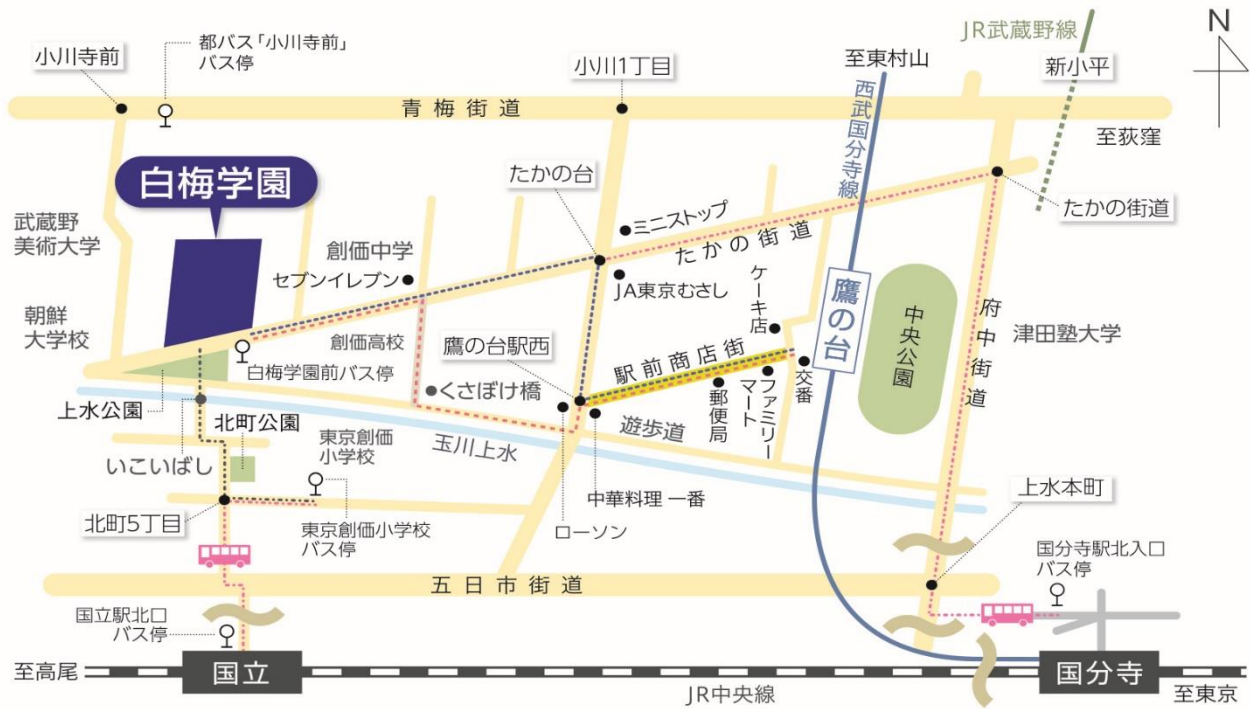 JR武蔵野線
N
都バス「小川寺前」
バス停
小川寺前
小川1丁目
至東村山
新小平
青梅街道
西武国分寺線
至荻窪
白梅学園
たかの台
たかの街道
武蔵野
美術大学
ミニストップ
創価中学
たかの街道
セブンイレブン
JA東京むさし
ケーキ店
鷹の台
中央公園
府中街道
津田塾大学
朝鮮
大学校
創価高校
鷹の台駅西
駅前商店街
白梅学園前バス停
くさぼけ橋
交番
ファミリー
マート
郵便局
上水公園
北町公園
遊歩道
東京創価
小学校
玉川上水
いこいばし
上水本町
中華料理 一番
北町5丁目
東京創価小学校
バス停
ローソン
国分寺駅北入口
バス停
五日市街道
国立駅北口
バス停
至高尾
国立
国分寺
JR中央線
至東京